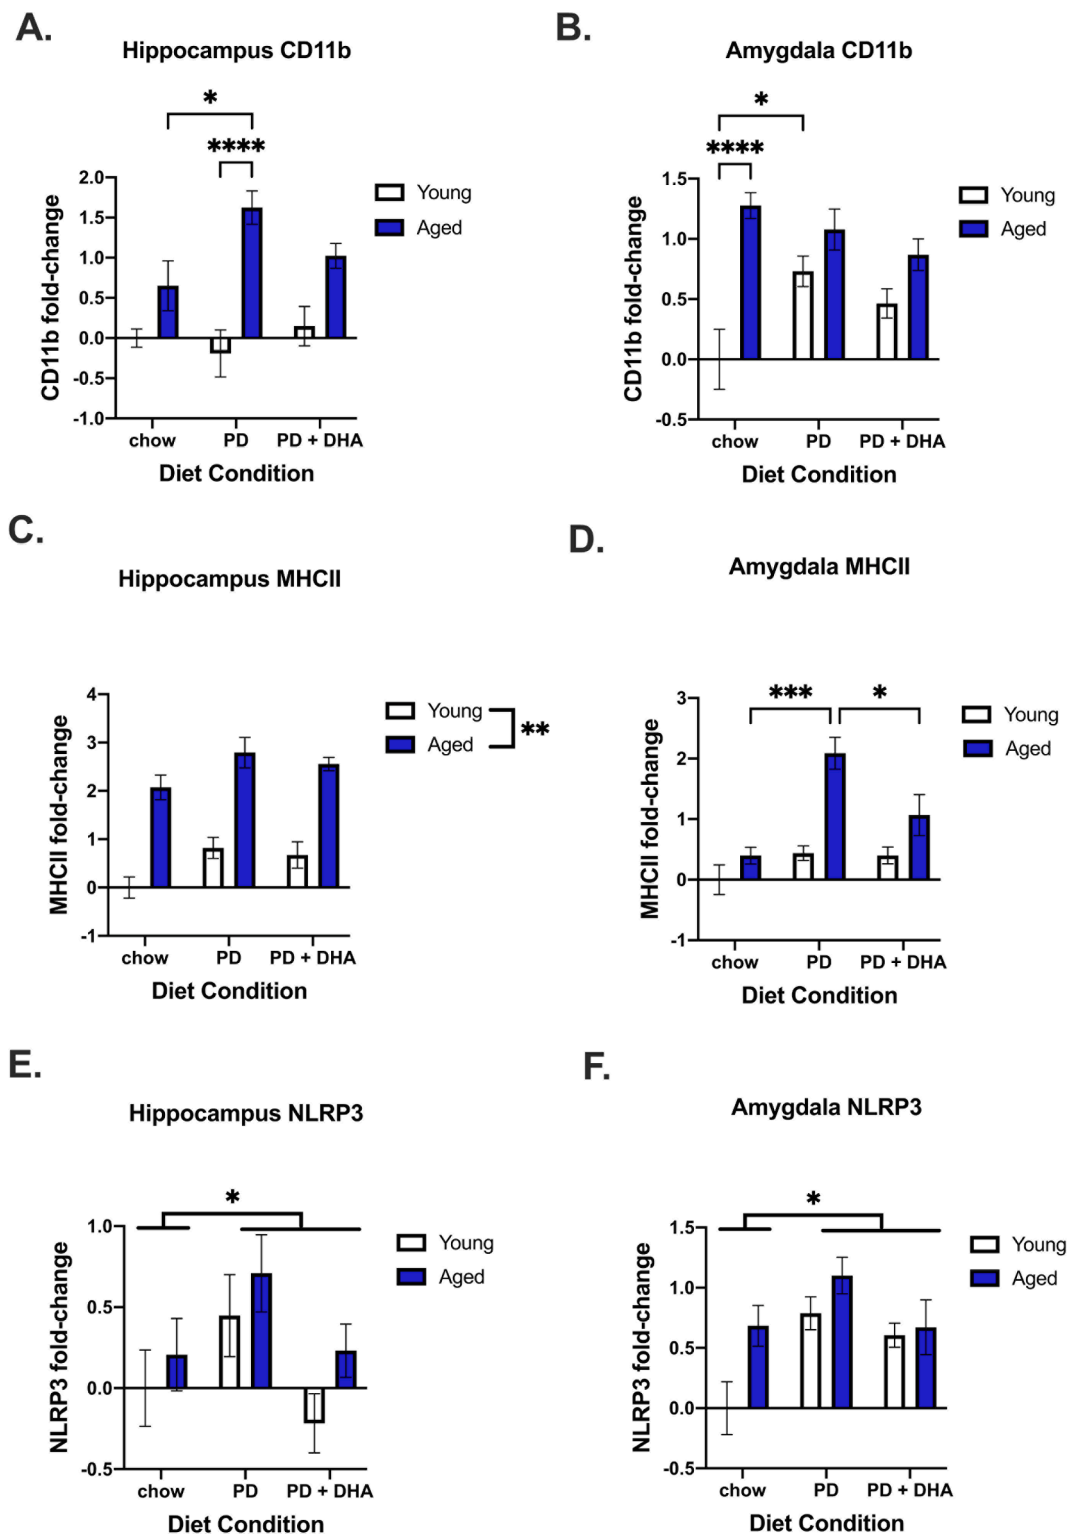 A.
Hippocampus CD11b
*
****
2.0
1.5
1.0
0.5
0.0
-0.5
-1.0
CD11b fold-change
chow PD PD + DHA
Diet Condition
Young
Aged
B.
Amygdala CD11b
*
****
1.5
1.0
0.5
0.0
-0.5
CD11b fold-change
chow PD PD + DHA
Diet Condition
Young
Aged
C.
Hippocampus MHCII
4
3
2
1
0
-1
MHCII fold-change
chow PD PD + DHA
Diet Condition
Young
Aged
**
D.
Amygdala MHCII
*** *
3
2
1
0
-1
MHCII fold-change
chow PD PD + DHA
Diet Condition
Young
Aged
E.
Hippocampus NLRP3
*
1.0
0.5
0.0
-0.5
NLRP3 fold-change
chow PD PD + DHA
Diet Condition
Young
Aged
F.
Amygdala NLRP3
*
1.5
1.0
0.5
0.0
-0.5
NLRP3 fold-change
chow PD PD + DHA
Diet Condition
Young
Aged